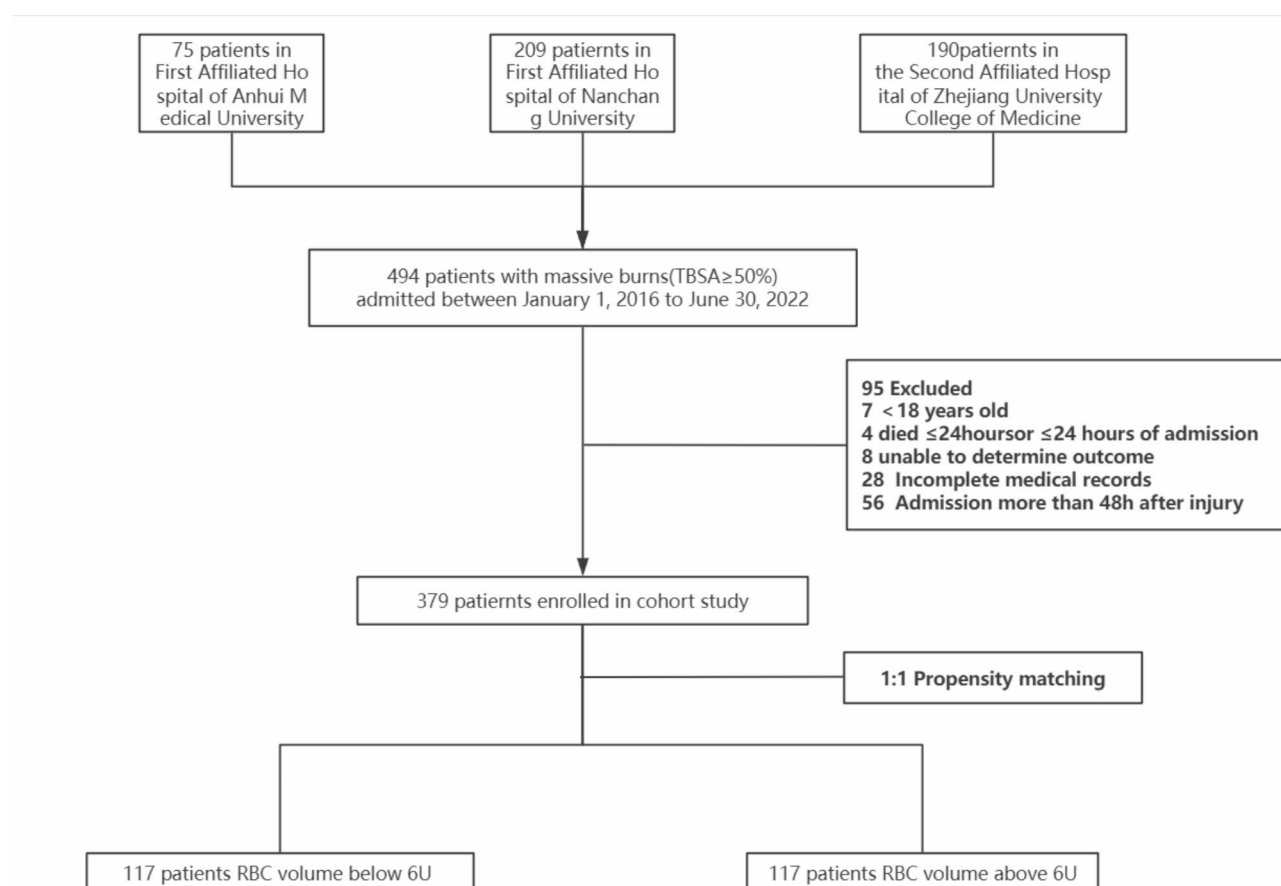 75 patients in
First Affiliated Ho
spital of Anhui M
edical University
209 patiernts in
First Affiliated Ho
spital of Nanchan
g University
190patiernts in
the Second Affiliated Hosp
ital of Zhejiang University
College of Medicine
494 patients with massive burns(TBSA≥50%)
admitted between January 1, 2016 to June 30, 2022
95 Excluded
7 <18 years old
4 died ≤24hoursor ≤24 hours of admission
8 unable to determine outcome
28 Incomplete medical records
56 Admission more than 48h after injury
379 patiernts enrolled in cohort study
1:1 Propensity matching
117 patients RBC volume below 6U
117 patients RBC volume above 6U